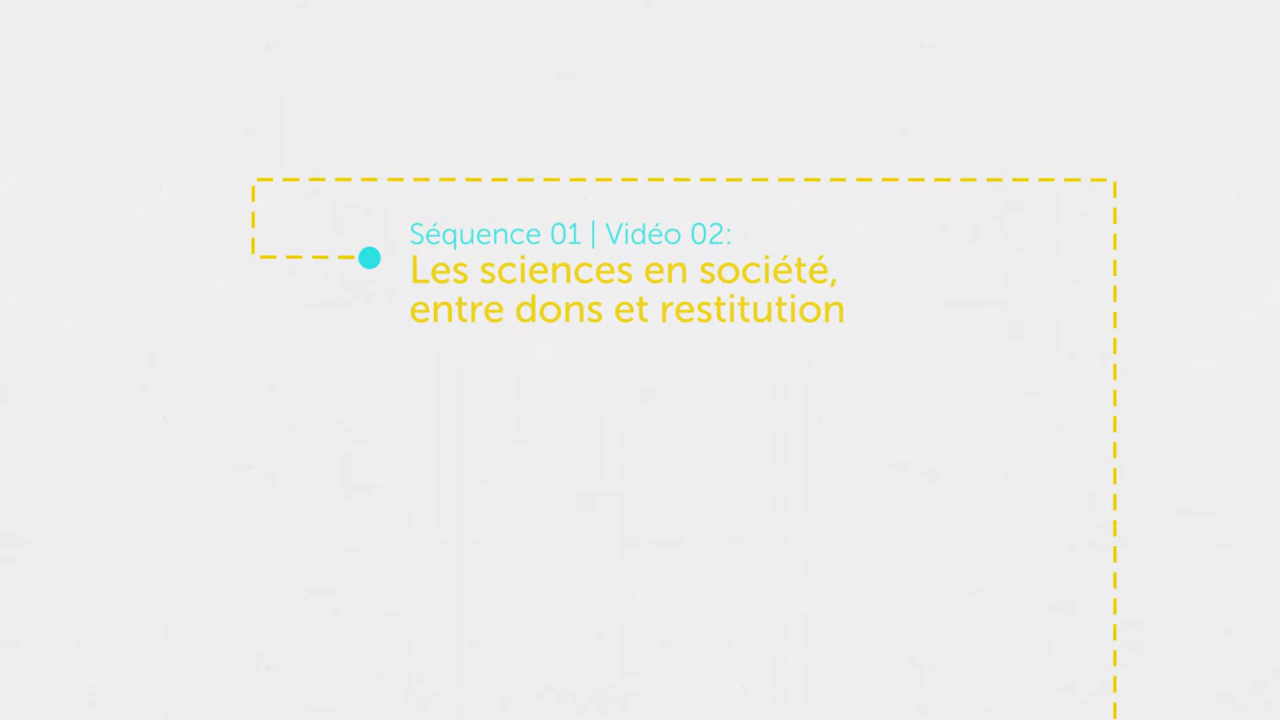 Séquence 01 | Vidéo 02:
Les sciences en société,
entre dons et restitution